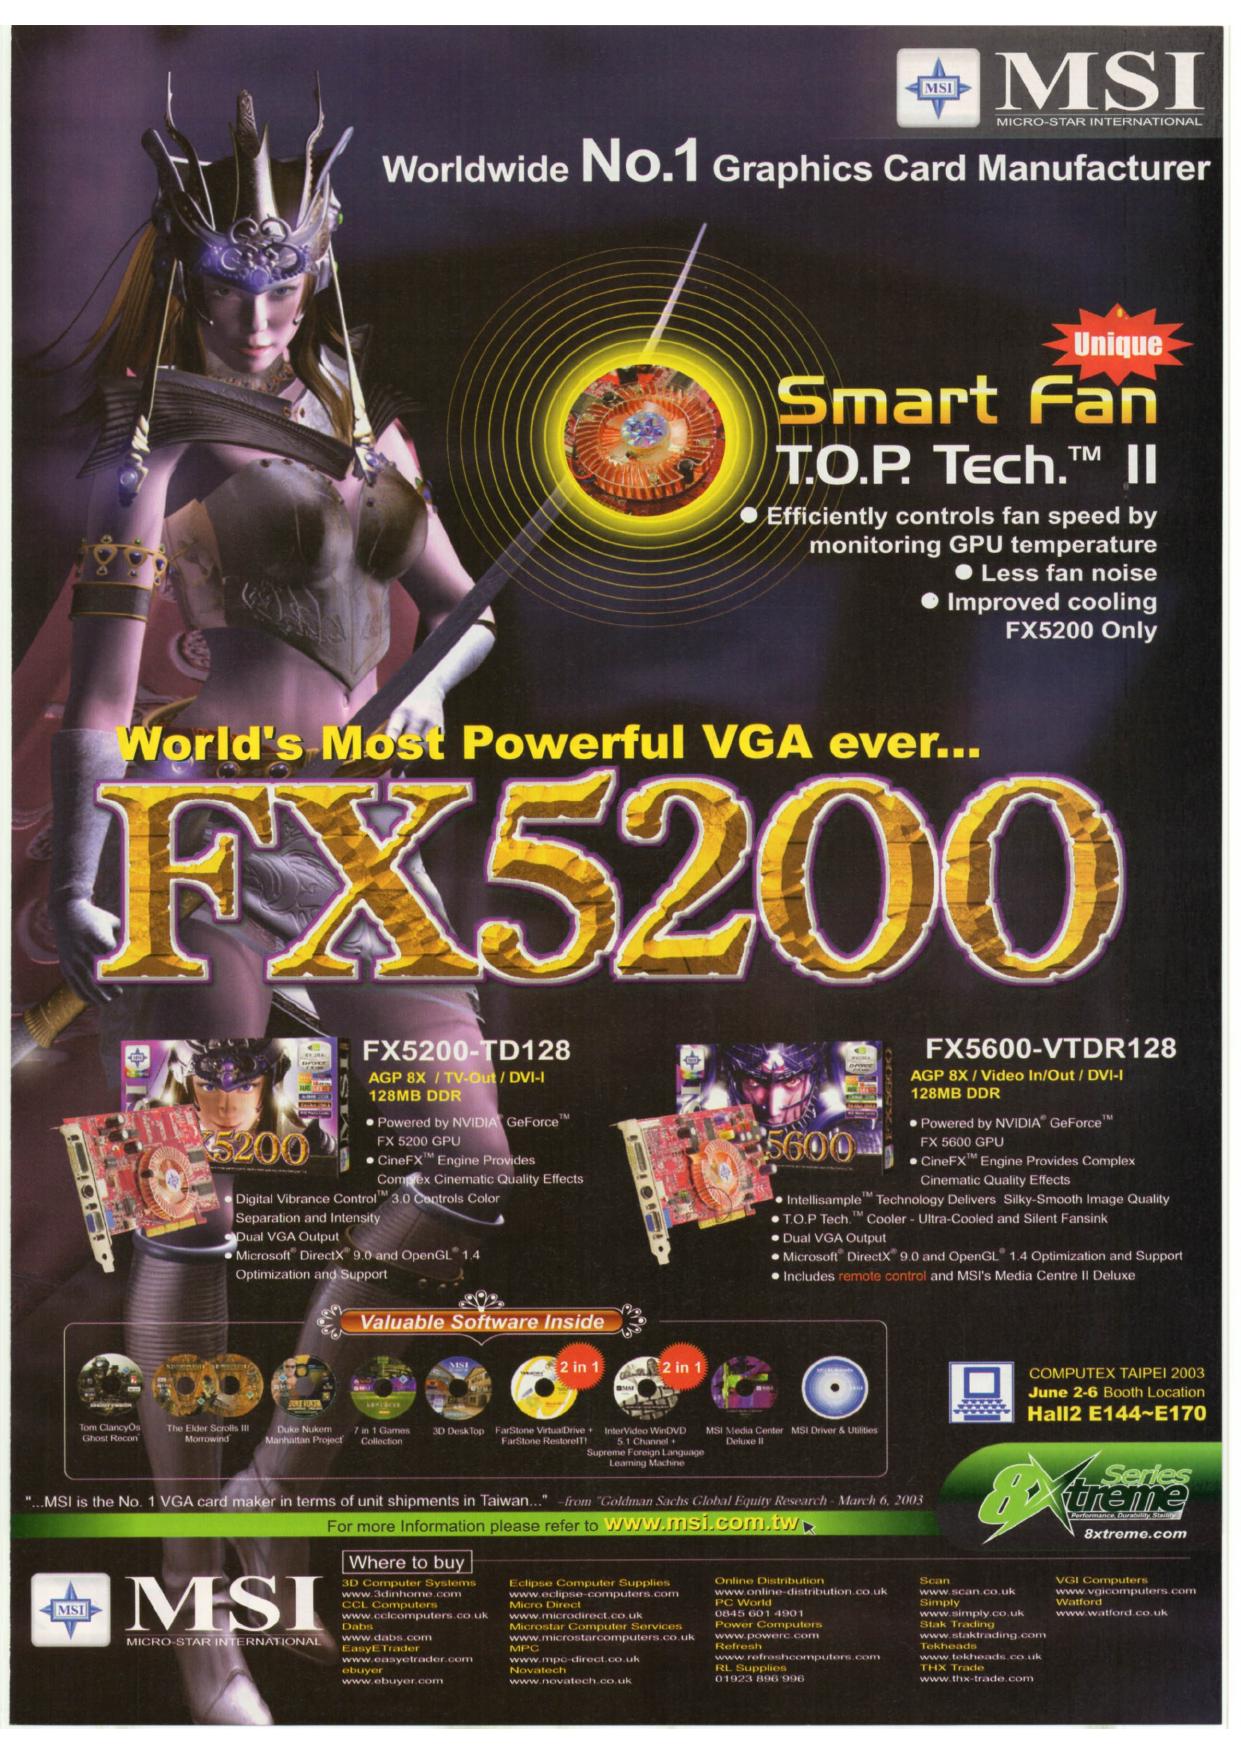 MSI
MSI
MICRO-STAR INTERNATIONAL
Worldwide No.1 Graphics Card Manufacturer
Unique
Smart Fan
T.O.P. Tech.™ II
● Efficiently controls fan speed by
monitoring GPU temperature
● Less fan noise
● Improved cooling
FX5200 Only
World's Most Powerful VGA ever...
FX5200
FX5200-TD128
AGP 8X / TV-Out / DVI-I
128MB DDR
● Powered by NVIDIA® GeForce™
FX 5200 GPU
● CineFX™ Engine Provides
Complex Cinematic Quality Effects
● Digital Vibrance Control™ 3.0 Controls Color
Separation and Intensity
● Dual VGA Output
● Microsoft® DirectX® 9.0 and OpenGL® 1.4
Optimization and Support
MSI
5200
FX5600-VTDR128
AGP 8X / Video In/Out / DVI-I
128MB DDR
● Powered by NVIDIA® GeForce™
FX 5600 GPU
● CineFX™ Engine Provides Complex
Cinematic Quality Effects
● Intellisample™ Technology Delivers Silky-Smooth Image Quality
● T.O.P Tech.™ Cooler - Ultra-Cooled and Silent Fansink
● Dual VGA Output
● Microsoft® DirectX® 9.0 and OpenGL® 1.4 Optimization and Support
● Includes remote control and MSI's Media Centre II Deluxe
5600
Valuable Software Inside
2 in 1
2 in 1
Tom ClancyÕs
Ghost Recon
The Elder Scrolls III
Morrowind
Duke Nukem
Manhattan Project
7 in 1 Games
Collection
3D DeskTop
FarStone VirtualDrive +
FarStone RestoreIT!
InterVideo WinDVD
5.1 Channel +
Supreme Foreign Language
Learning Machine
MSI Media Center
Deluxe II
MSI Driver & Utilities
COMPUTEX TAIPEI 2003
June 2-6 Booth Location
Hall2 E144~E170
"...MSI is the No. 1 VGA card maker in terms of unit shipments in Taiwan..." –from "Goldman Sachs Global Equity Research - March 6, 2003
8Xtreme Series
Performance, Durability, Stability
8xtreme.com
For more Information please refer to www.msi.com.tw
Where to buy
MSI
MSI
MICRO-STAR INTERNATIONAL
3D Computer Systems
www.3dinhome.com
CCL Computers
www.cclcomputers.co.uk
Dabs
www.dabs.com
EasyETrader
www.easyetrader.com
ebuyer
www.ebuyer.com
Eclipse Computer Supplies
www.eclipse-computers.com
Micro Direct
www.microdirect.co.uk
Microstar Computer Services
www.microstarcomputers.co.uk
MPC
www.mpc-direct.co.uk
Novatech
www.novatech.co.uk
Online Distribution
www.online-distribution.co.uk
PC World
0845 601 4901
Power Computers
www.powerc.com
Refresh
www.refreshcomputers.com
RL Supplies
01923 896 996
Scan
www.scan.co.uk
Simply
www.simply.co.uk
Stak Trading
www.staktrading.com
Tekheads
www.tekheads.co.uk
THX Trade
www.thx-trade.com
VGI Computers
www.vgicomputers.com
Watford
www.watford.co.uk